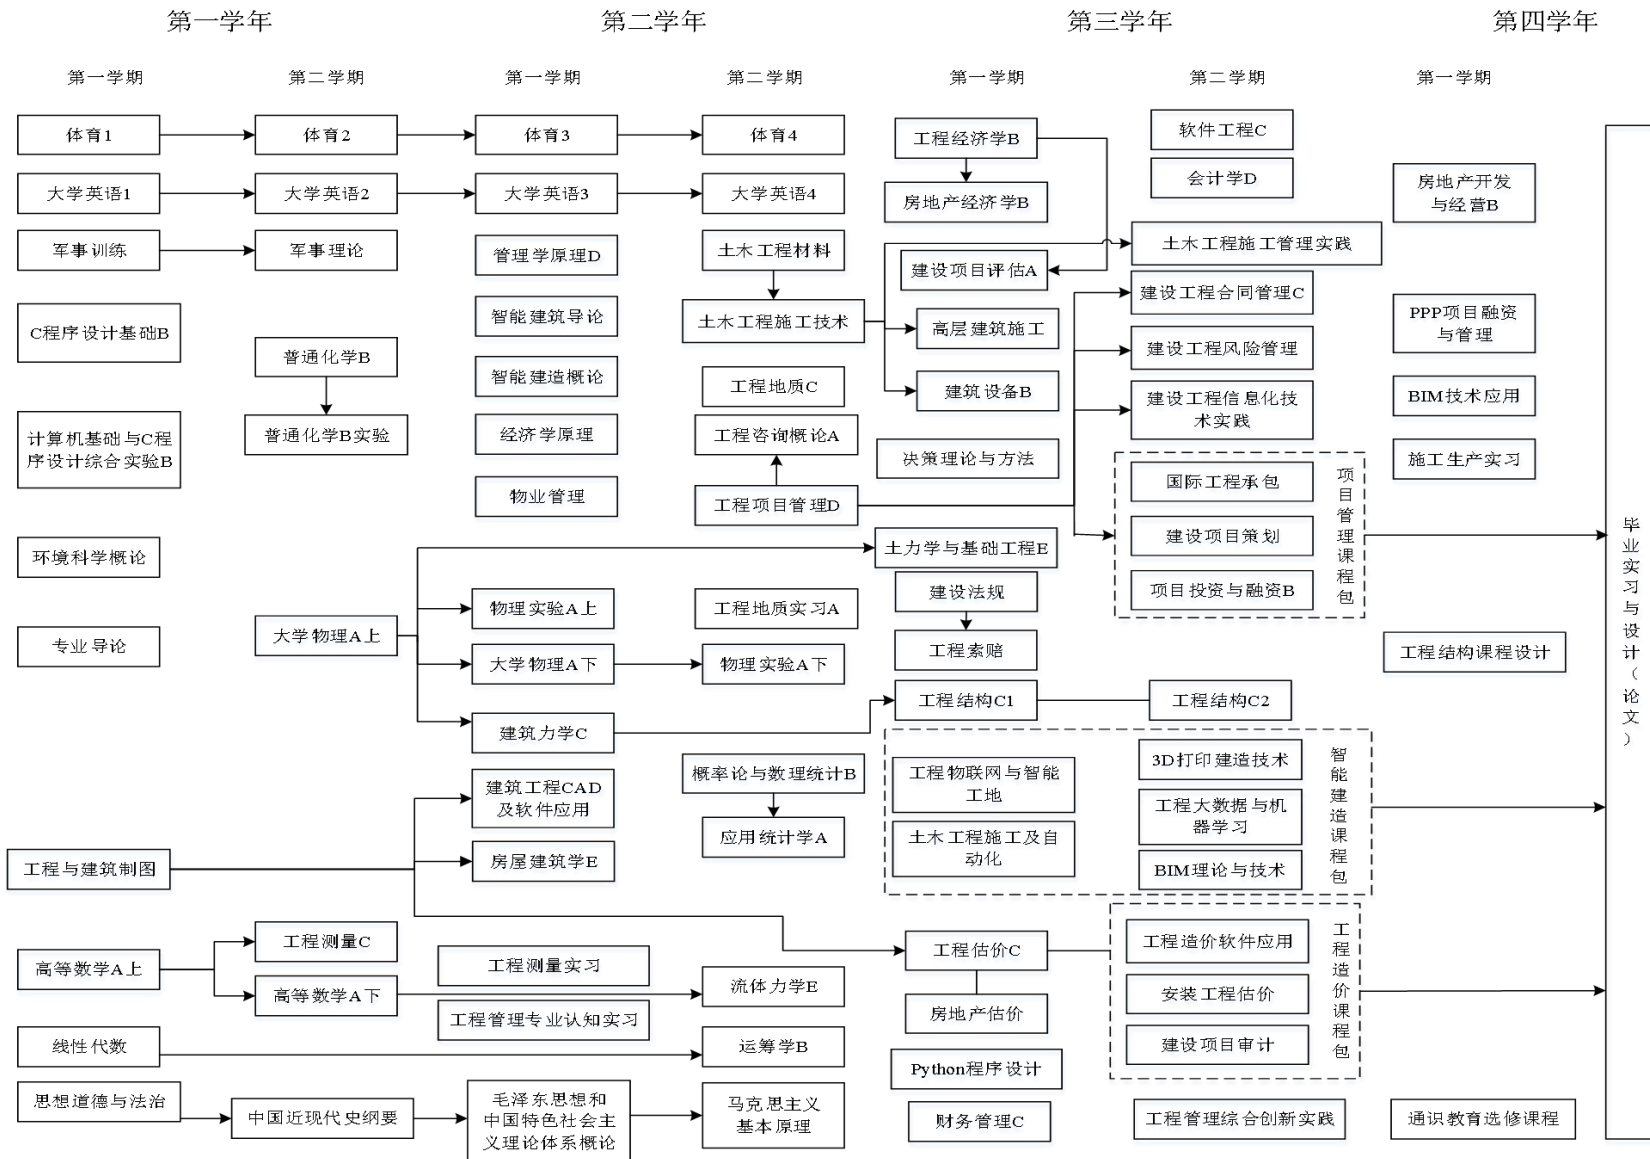 第一学年
第二学年
第三学年
第四学年
第一学期
第二学期
第一学期
第二学期
第一学期
第二学期
第一学期
体育1
大学英语1
军事训练
C程序设计基础B
计算机基础与C程
序设计综合实验B
环境科学概论
专业导论
工程与建筑制图
高等数学A上
线性代数
思想道德与法治
体育2
大学英语2
军事理论
普通化学B
普通化学B实验
大学物理A上
工程测量C
高等数学A下
中国近现代史纲要
体育3
大学英语3
管理学原理D
智能建筑导论
智能建造概论
经济学原理
物业管理
物理实验A上
大学物理A下
建筑力学C
建筑工程CAD
及软件应用
房屋建筑学E
工程测量实习
工程管理专业认知实习
毛泽东思想和
中国特色社会主
义理论体系概论
体育4
大学英语4
土木工程材料
土木工程施工技术
工程地质C
工程咨询概论A
工程项目管理D
工程地质实习A
物理实验A下
概率论与数理统计B
应用统计学A
流体力学E
运筹学B
马克思主义
基本原理
工程经济学B
房地产经济学B
建设项目评估A
高层建筑施工
建筑设备B
决策理论与方法
土力学与基础工程E
建设法规
工程索赔
工程结构C1
工程物联网与智能
工地
土木工程施工及自
动化
工程估价C
房地产估价
Python程序设计
财务管理C
软件工程C
会计学D
土木工程施工管理实践
建设工程合同管理C
建设工程风险管理
建设工程信息化技
术实践
国际工程承包
建设项目策划
项目投资与融资B
项目管理课程包
工程结构C2
3D打印建造技术
工程大数据与机
器学习
BIM理论与技术
智能建造课程包
工程造价软件应用
安装工程估价
建设项目审计
工程造价课程包
工程管理综合创新实践
房地产开发
与经营B
PPP项目融资
与管理
BIM技术应用
施工生产实习
工程结构课程设计
通识教育选修课程
毕业实习与设计（论文）